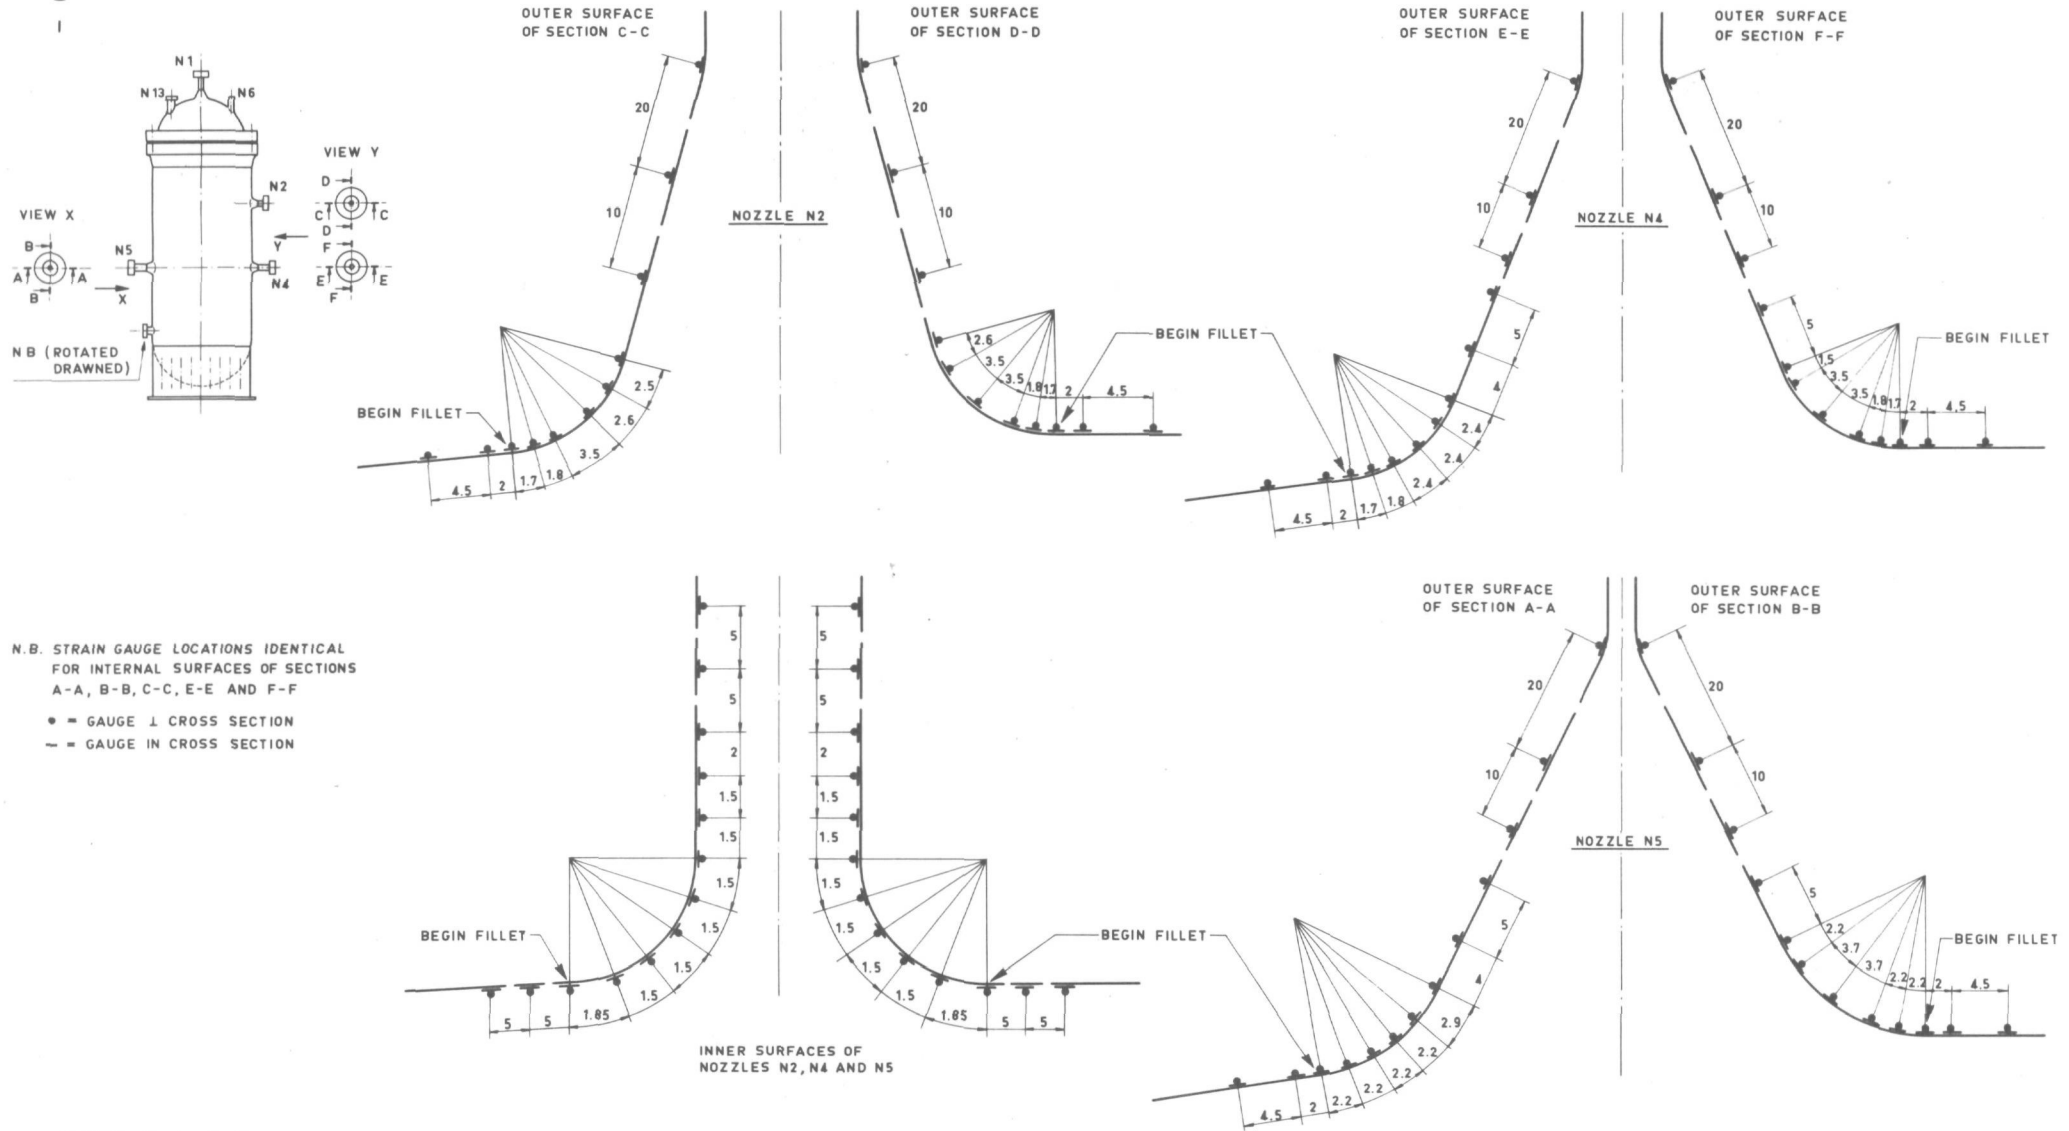 N1
N13
N6
VIEW Y
D
N2
C
C
D
VIEW X
Y
F
B
N5
A
A
E
E
N4
B
X
F
N B (ROTATED
DRAWNED)
OUTER SURFACE
OF SECTION C-C
20
10
NOZZLE N2
BEGIN FILLET
2.5
2.6
3.5
1.8
1.7
2
4.5
OUTER SURFACE
OF SECTION D-D
20
10
2.6
3.5
3.5
1.8
1.7
2
4.5
BEGIN FILLET
OUTER SURFACE
OF SECTION E-E
20
10
NOZZLE N4
5
4
2.4
2.4
2.4
1.8
1.7
2
4.5
OUTER SURFACE
OF SECTION F-F
20
10
5
1.5
3.5
3.5
1.8
1.7
2
4.5
BEGIN FILLET
N.B. STRAIN GAUGE LOCATIONS IDENTICAL
FOR INTERNAL SURFACES OF SECTIONS
A-A, B-B, C-C, E-E AND F-F
● = GAUGE ⊥ CROSS SECTION
— = GAUGE IN CROSS SECTION
5
5
2
1.5
1.5
1.5
1.5
1.5
1.5
1.85
5
5
BEGIN FILLET
5
5
2
1.5
1.5
1.5
1.5
1.5
1.85
5
5
BEGIN FILLET
INNER SURFACES OF
NOZZLES N2, N4 AND N5
OUTER SURFACE
OF SECTION A-A
20
10
NOZZLE N5
5
4
2.9
2.2
2.2
2.2
2.2
2
4.5
OUTER SURFACE
OF SECTION B-B
20
10
5
2.2
3.7
3.7
2.2
2.2
2
4.5
BEGIN FILLET